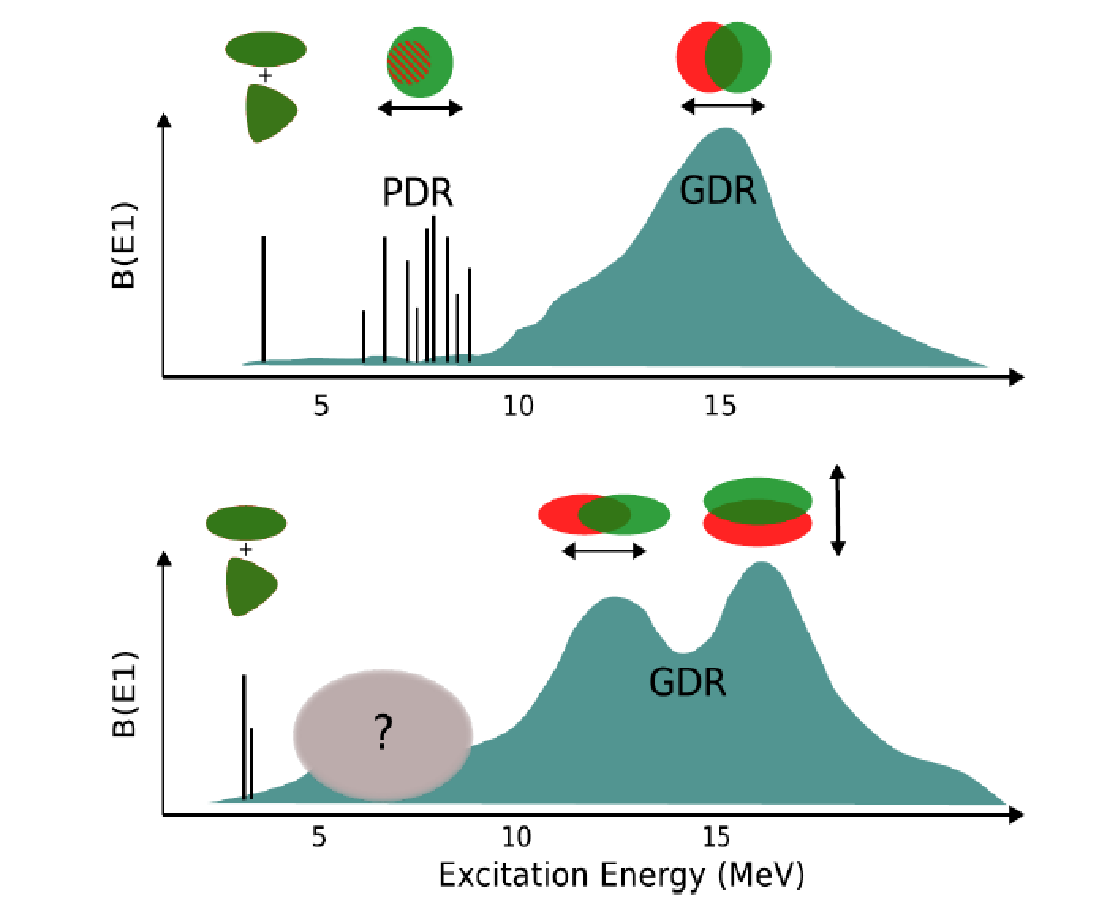 +
PDR
GDR
B(E1)
5 10 15
+
?
GDR
B(E1)
5 10 15
Excitation Energy (MeV)